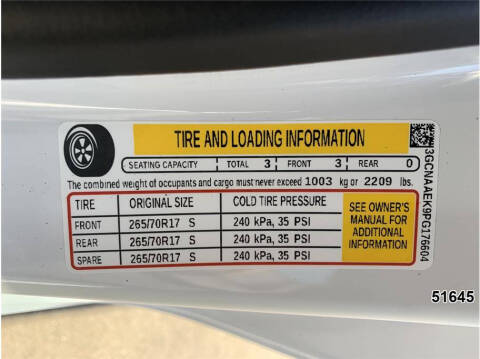 TIRE AND LOADING INFORMATION
SEATING CAPACITY TOTAL 3 FRONT 3 REAR 0
The combined weight of occupants and cargo must never exceed 1003 kg or 2209 lbs.
TIRE ORIGINAL SIZE COLD TIRE PRESSURE
FRONT 265/70R17 S 240 kPa, 35 PSI
REAR 265/70R17 S 240 kPa, 35 PSI
SPARE 265/70R17 S 240 kPa, 35 PSI
SEE OWNER'S
MANUAL FOR
ADDITIONAL
INFORMATION
3GCNAAEK9PG176604
51645